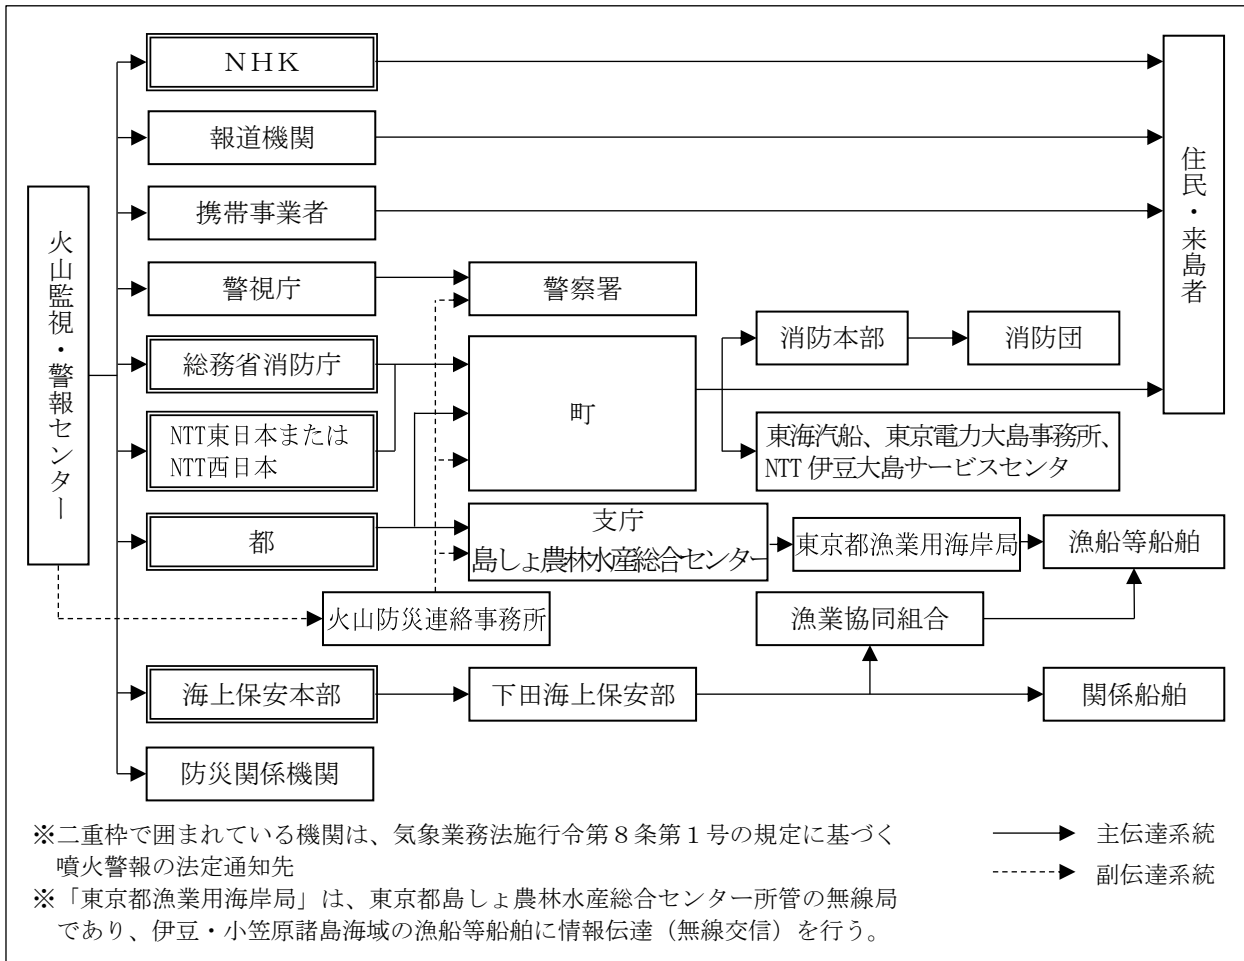 NHK
報道機関
携帯事業者
警視庁
総務省消防庁
NTT東日本または
NTT西日本
都
海上保安本部
防災関係機関
火山監視・警報センター
火山防災連絡事務所
警察署
町
支庁
島しょ農林水産総合センター
下田海上保安部
消防本部
消防団
東海汽船、東京電力大島事務所、
NTT伊豆大島サービスセンタ
東京都漁業用海岸局
漁船等船舶
漁業協同組合
関係船舶
住民・来島者
※二重枠で囲まれている機関は、気象業務法施行令第8条第1号の規定に基づく
噴火警報の法定通知先
※「東京都漁業用海岸局」は、東京都島しょ農林水産総合センター所管の無線局
であり、伊豆・小笠原諸島海域の漁船等船舶に情報伝達（無線交信）を行う。
主伝達系統
副伝達系統